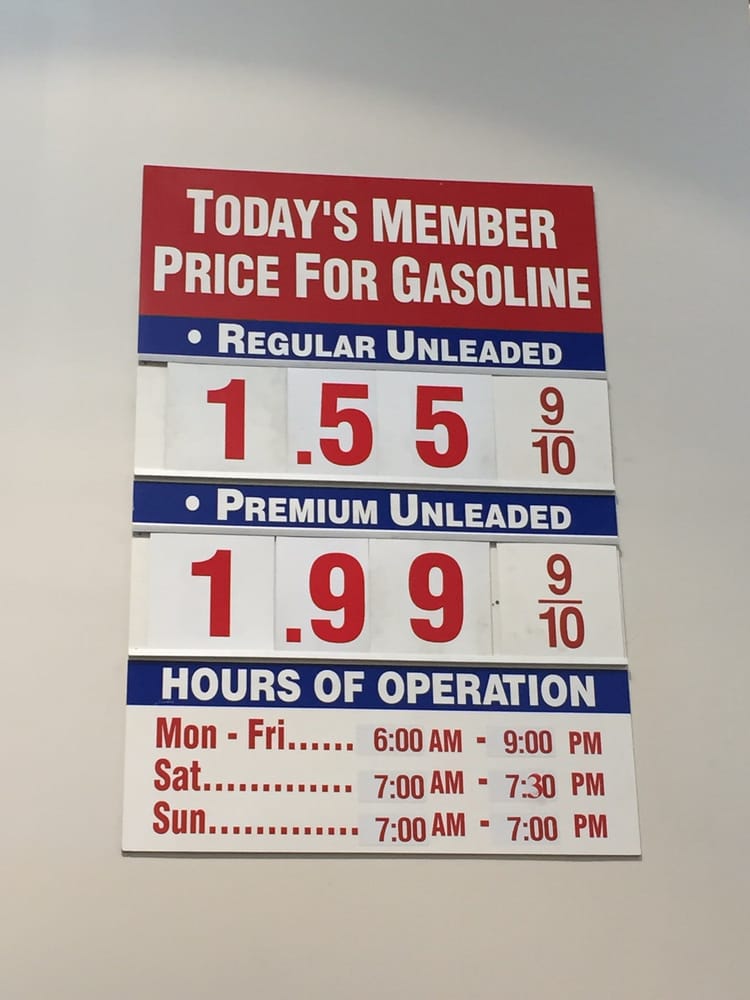 TODAY'S MEMBER
PRICE FOR GASOLINE
• REGULAR UNLEADED
1.55 9/10
• PREMIUM UNLEADED
1.99 9/10
HOURS OF OPERATION
Mon - Fri...... 6:00 AM - 9:00 PM
Sat............. 7:00 AM - 7:30 PM
Sun............. 7:00 AM - 7:00 PM